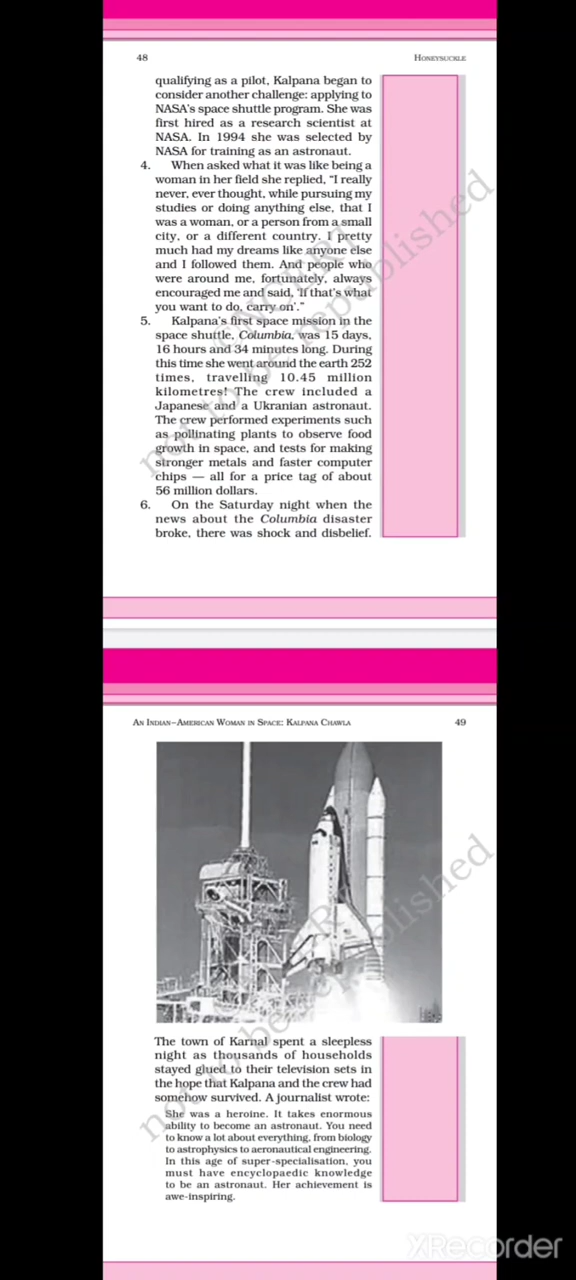 48
HONEYSUCKLE
qualifying as a pilot, Kalpana began to
consider another challenge: applying to
NASA's space shuttle program. She was
first hired as a research scientist at
NASA. In 1994 she was selected by
NASA for training as an astronaut.
4. When asked what it was like being a
woman in her field she replied, “I really
never, ever thought, while pursuing my
studies or doing anything else, that I
was a woman, or a person from a small
city, or a different country. I pretty
much had my dreams like anyone else
and I followed them. And people who
were around me, fortunately, always
encouraged me and said, ‘If that's what
you want to do, carry on’.”
5. Kalpana's first space mission in the
space shuttle, Columbia, was 15 days,
16 hours and 34 minutes long. During
this time she went around the earth 252
times, travelling 10.45 million
kilometres! The crew included a
Japanese and a Ukranian astronaut.
The crew performed experiments such
as pollinating plants to observe food
growth in space, and tests for making
stronger metals and faster computer
chips — all for a price tag of about
56 million dollars.
6. On the Saturday night when the
news about the Columbia disaster
broke, there was shock and disbelief.
not to be republished
NCERT
AN INDIAN–AMERICAN WOMAN IN SPACE: KALPANA CHAWLA
49
The town of Karnal spent a sleepless
night as thousands of households
stayed glued to their television sets in
the hope that Kalpana and the crew had
somehow survived. A journalist wrote:
She was a heroine. It takes enormous
ability to become an astronaut. You need
to know a lot about everything, from biology
to astrophysics to aeronautical engineering.
In this age of super-specialisation, you
must have encyclopaedic knowledge
to be an astronaut. Her achievement is
awe-inspiring.
not to be republished
XRecorder